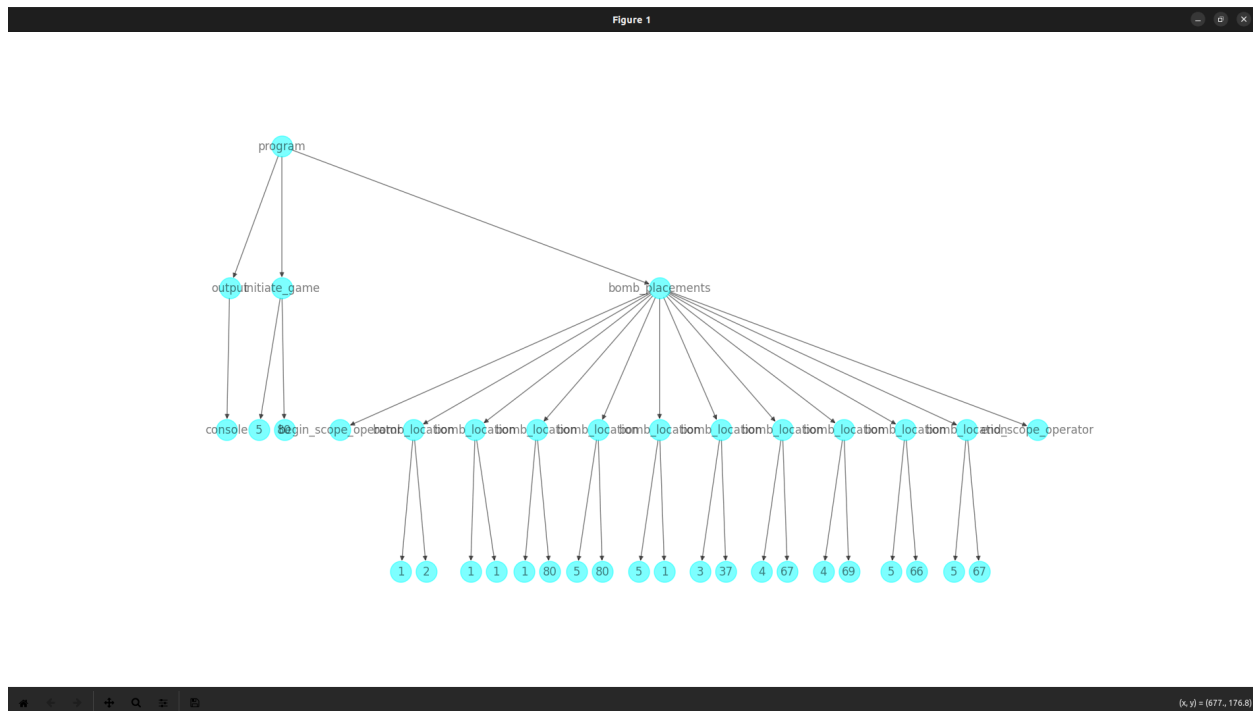 Figure 1
program
output initiate_game bomb_placements
console 5 80 begin_scope_operator bomb_location bomb_location bomb_location bomb_location bomb_location bomb_location bomb_location bomb_location bomb_location bomb_location end_scope_operator
1 2 1 1 1 80 5 80 5 1 3 37 4 67 4 69 5 66 5 67
(x, y) = (677., 176.8)